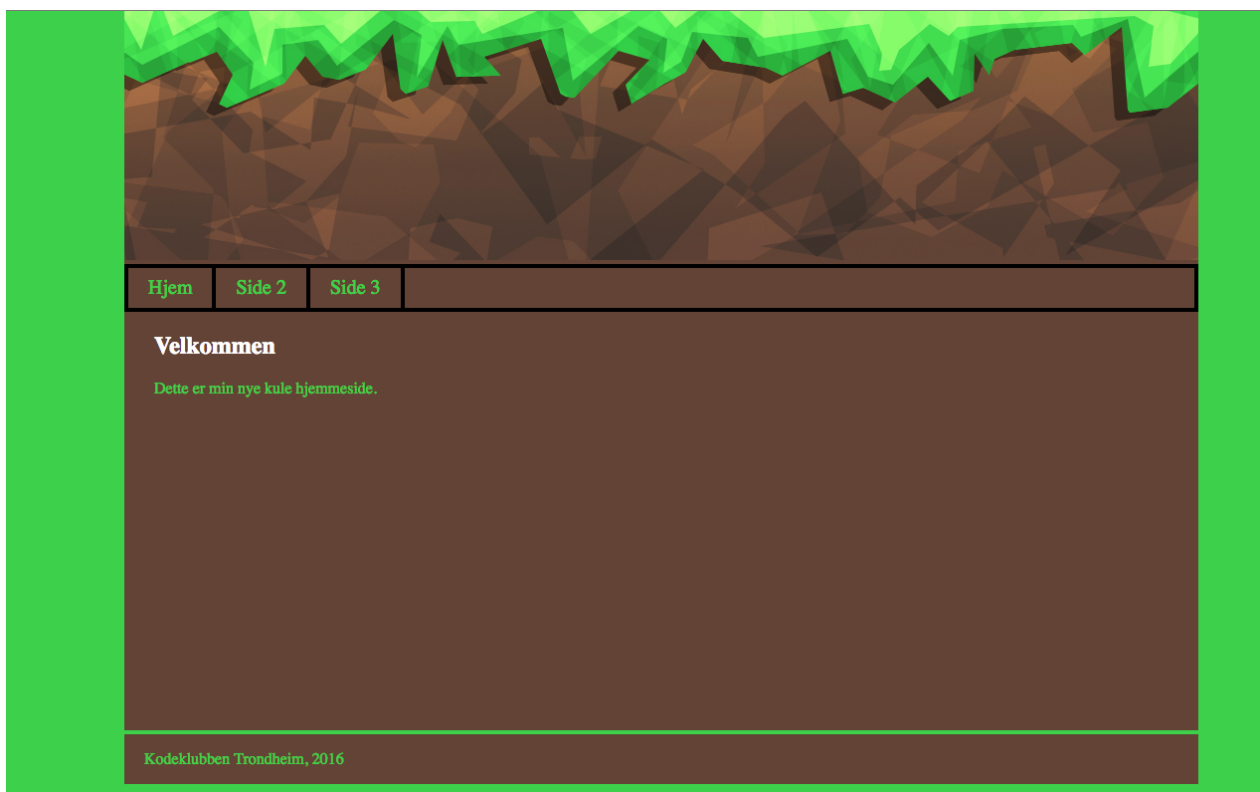 Hjem Side 2 Side 3
Velkommen
Dette er min nye kule hjemmeside.
Kodeklubben Trondheim, 2016